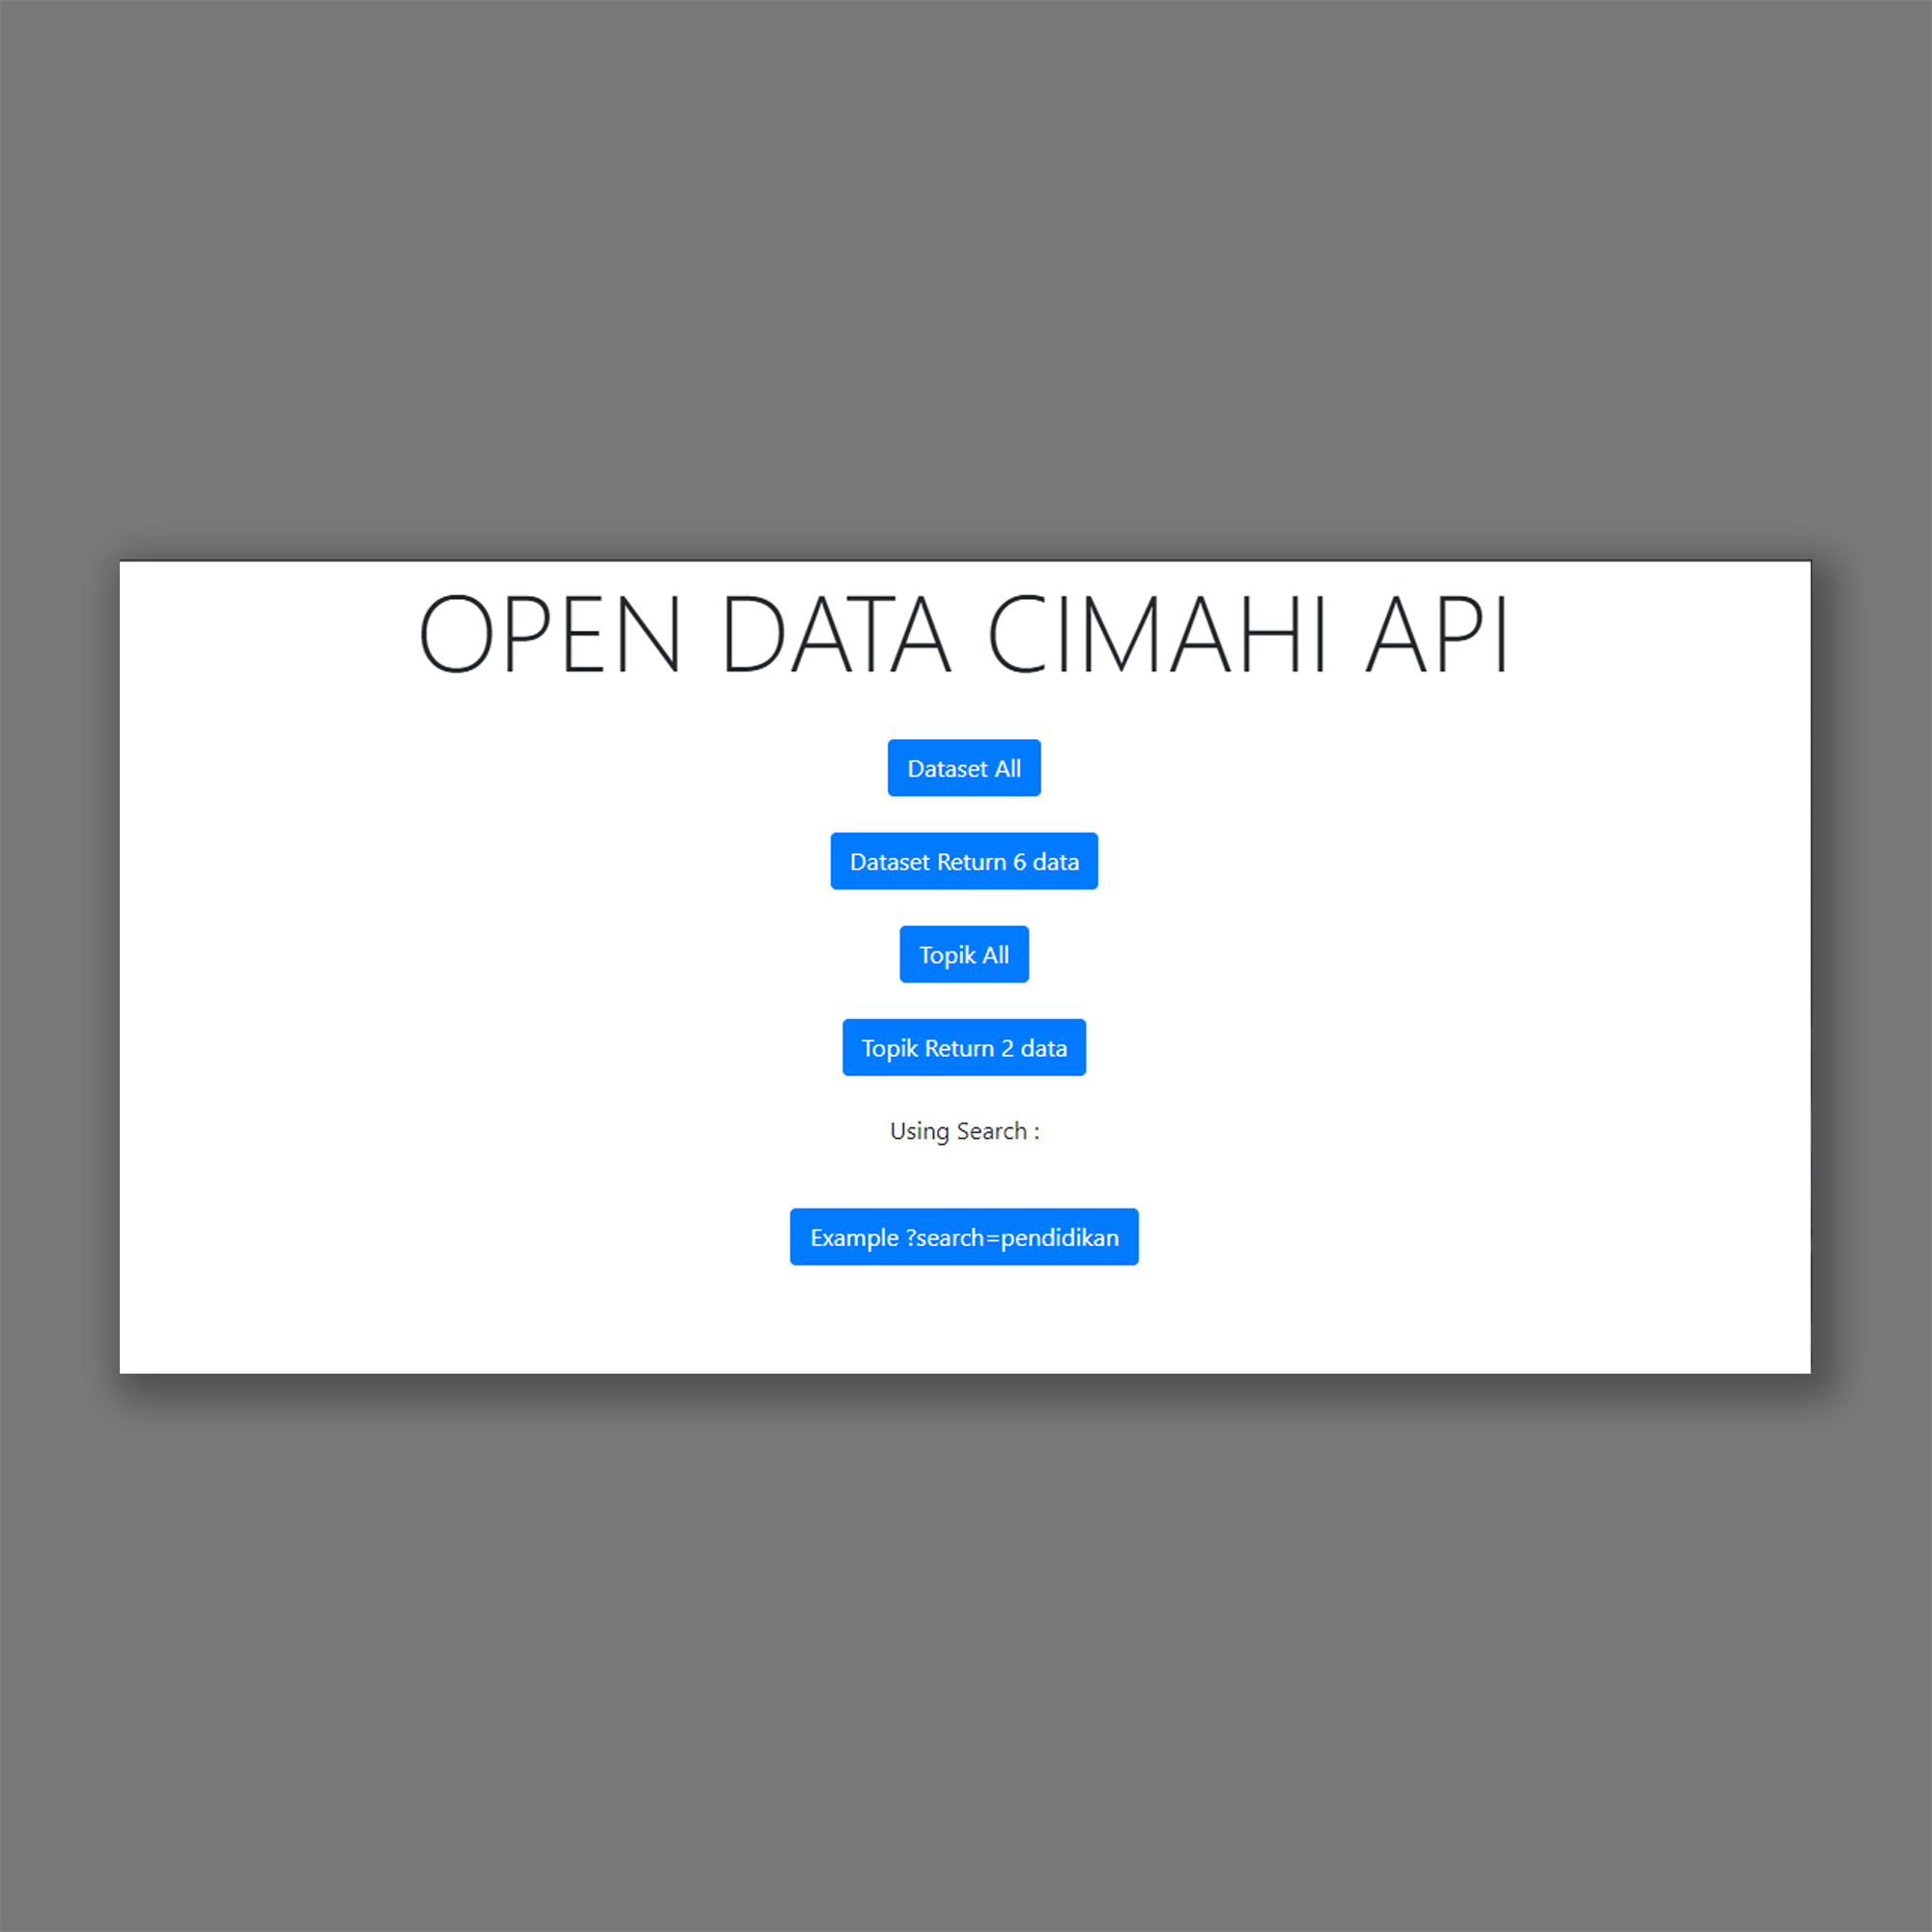 OPEN DATA CIMAHI API
Dataset All
Dataset Return 6 data
Topik All
Topik Return 2 data
Using Search :
Example ?search=pendidikan